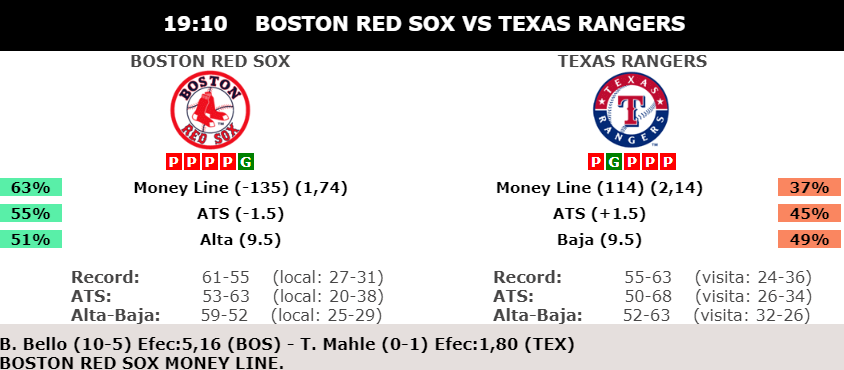 19:10 BOSTON RED SOX VS TEXAS RANGERS
BOSTON RED SOX TEXAS RANGERS
BOSTON RED SOX
TEXAS T RANGERS
P P P P G P G P P P
63% Money Line (-135) (1,74) Money Line (114) (2,14) 37%
55% ATS (-1.5) ATS (+1.5) 45%
51% Alta (9.5) Baja (9.5) 49%
Record: 61-55 (local: 27-31) Record: 55-63 (visita: 24-36)
ATS: 53-63 (local: 20-38) ATS: 50-68 (visita: 26-34)
Alta-Baja: 59-52 (local: 25-29) Alta-Baja: 52-63 (visita: 32-26)
B. Bello (10-5) Efec:5,16 (BOS) - T. Mahle (0-1) Efec:1,80 (TEX)
BOSTON RED SOX MONEY LINE.